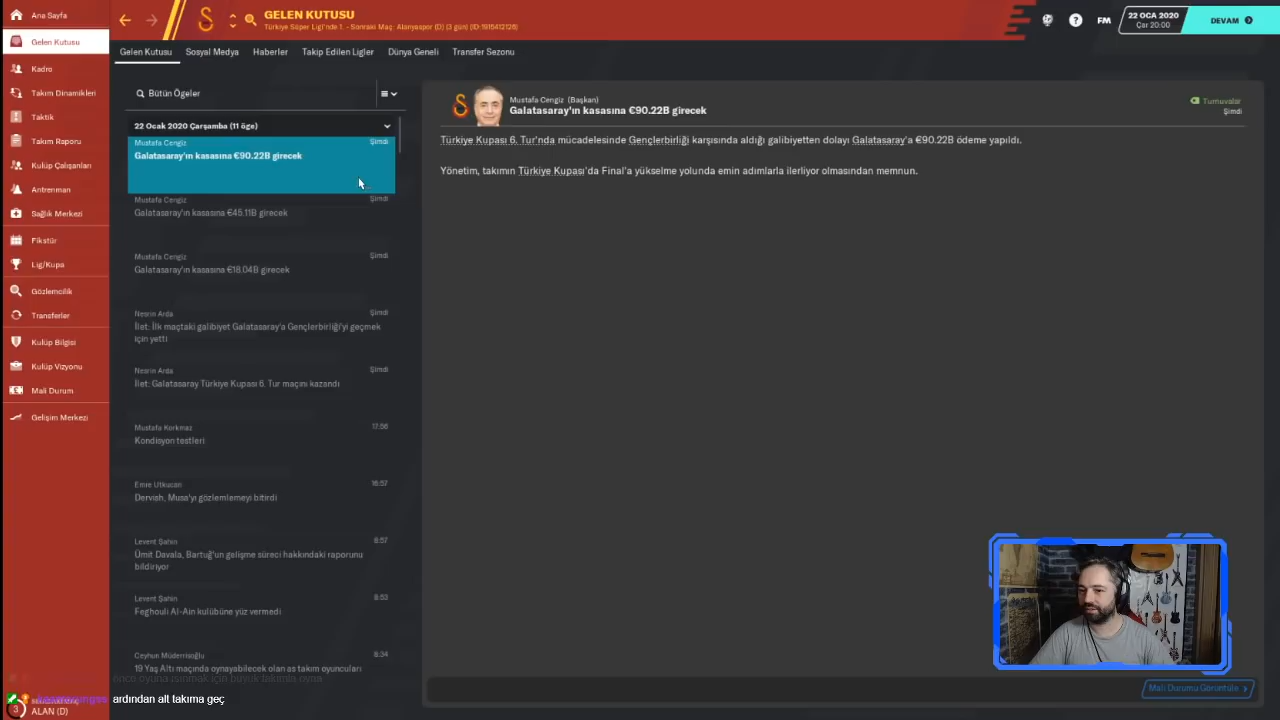 Ana Sayfa
Gelen Kutusu
Kadro
Takım Dinamikleri
Taktik
Takım Raporu
Kulüp Çalışanları
Antrenman
Sağlık Merkezi
Fikstür
Lig/Kupa
Gözlemcilik
Transferler
Kulüp Bilgisi
Kulüp Vizyonu
Mali Durum
Gelişim Merkezi
GELEN KUTUSU
Türkiye Süper Ligi'nde 1. - Sonraki Maç: Alanyaspor (D) (3 gün) (ID:1915412126)
FM
22 OCA 2020
Çar 20:00
DEVAM
Gelen Kutusu
Sosyal Medya
Haberler
Takip Edilen Ligler
Dünya Geneli
Transfer Sezonu
Bütün Ögeler
22 Ocak 2020 Çarşamba (11 öge)
Mustafa Cengiz Şimdi
Galatasaray'ın kasasına €90.22B girecek
Mustafa Cengiz Şimdi
Galatasaray'ın kasasına €45.11B girecek
Mustafa Cengiz Şimdi
Galatasaray'ın kasasına €18.04B girecek
Nesrin Arda Şimdi
İlet: İlk maçtaki galibiyet Galatasaray'a Gençlerbirliği'yi geçmek
için yetti
Nesrin Arda Şimdi
İlet: Galatasaray Türkiye Kupası 6. Tur maçını kazandı
Mustafa Korkmaz 17:56
Kondisyon testleri
Emre Utkucan 16:57
Dervish, Musa'yı gözlemlemeyi bitirdi
Levent Şahin 8:57
Ümit Davala, Bartuğ'un gelişme süreci hakkındaki raporunu
bildiriyor
Levent Şahin 8:53
Feghouli Al-Ain kulübüne yüz vermedi
Ceyhun Müderrisoğlu 8:34
19 Yaş Altı maçında oynayabilecek olan as takım oyuncuları
Mustafa Cengiz (Başkan)
Galatasaray'ın kasasına €90.22B girecek
Turnuvalar
Şimdi
Türkiye Kupası 6. Tur'nda mücadelesinde Gençlerbirliği karşısında aldığı galibiyetten dolayı Galatasaray'a €90.22B ödeme yapıldı.
Yönetim, takımın Türkiye Kupası'da Final'a yükselme yolunda emin adımlarla ilerliyor olmasından memnun.
Mali Durumu Görüntüle
ardından alt takıma geç
3
ALAN (D)